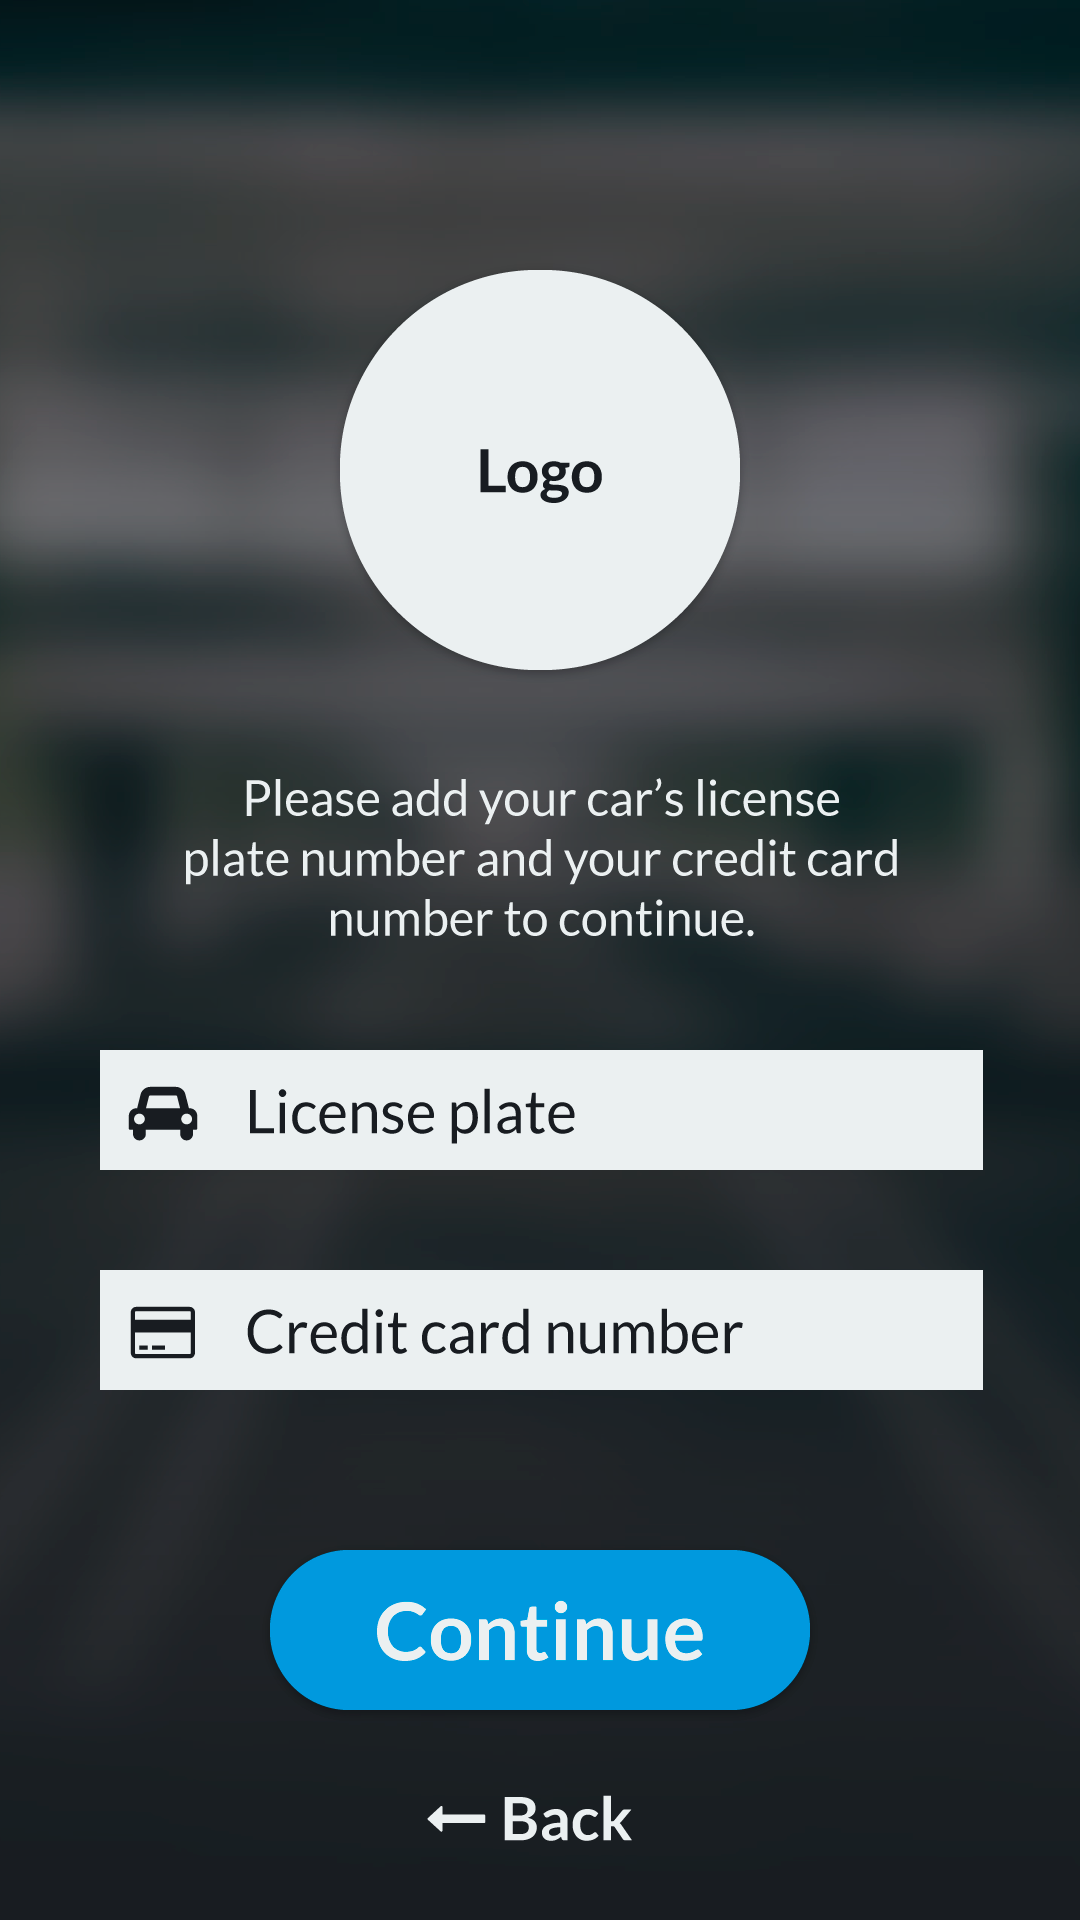 Logo
Please add your car’s license
plate number and your credit card
number to continue.
License plate
Credit card number
Continue
Back